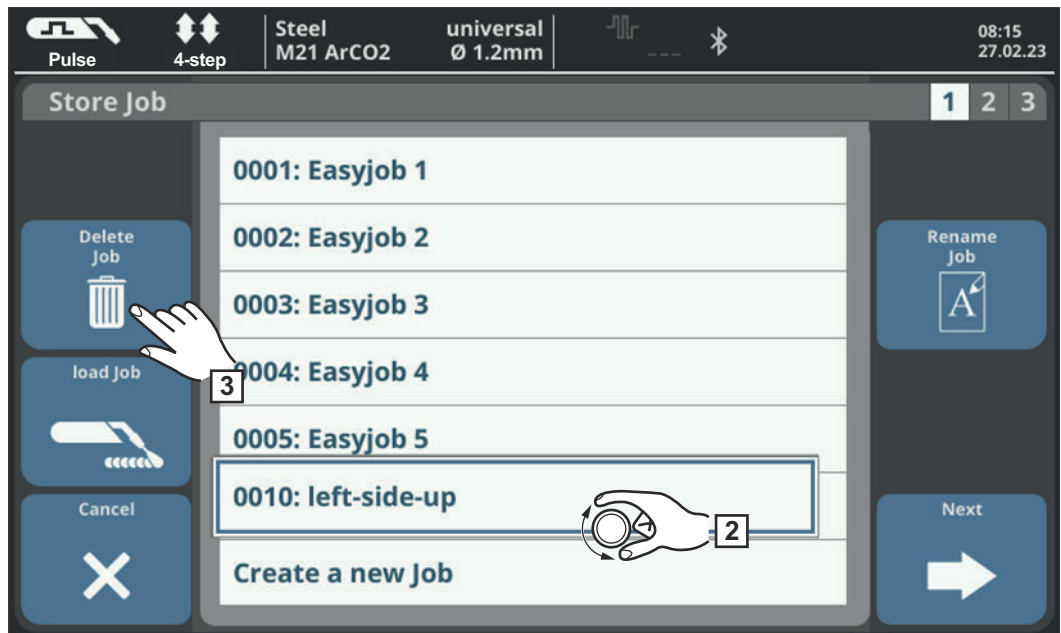 Pulse
4-step
Steel universal
M21 ArCO2 Ø 1.2mm
---
08:15
27.02.23
Store Job
1 2 3
0001: Easyjob 1
0002: Easyjob 2
0003: Easyjob 3
0004: Easyjob 4
0005: Easyjob 5
0010: left-side-up
Create a new Job
Delete
Job
3
load Job
Cancel
2
Rename
Job
A
Next